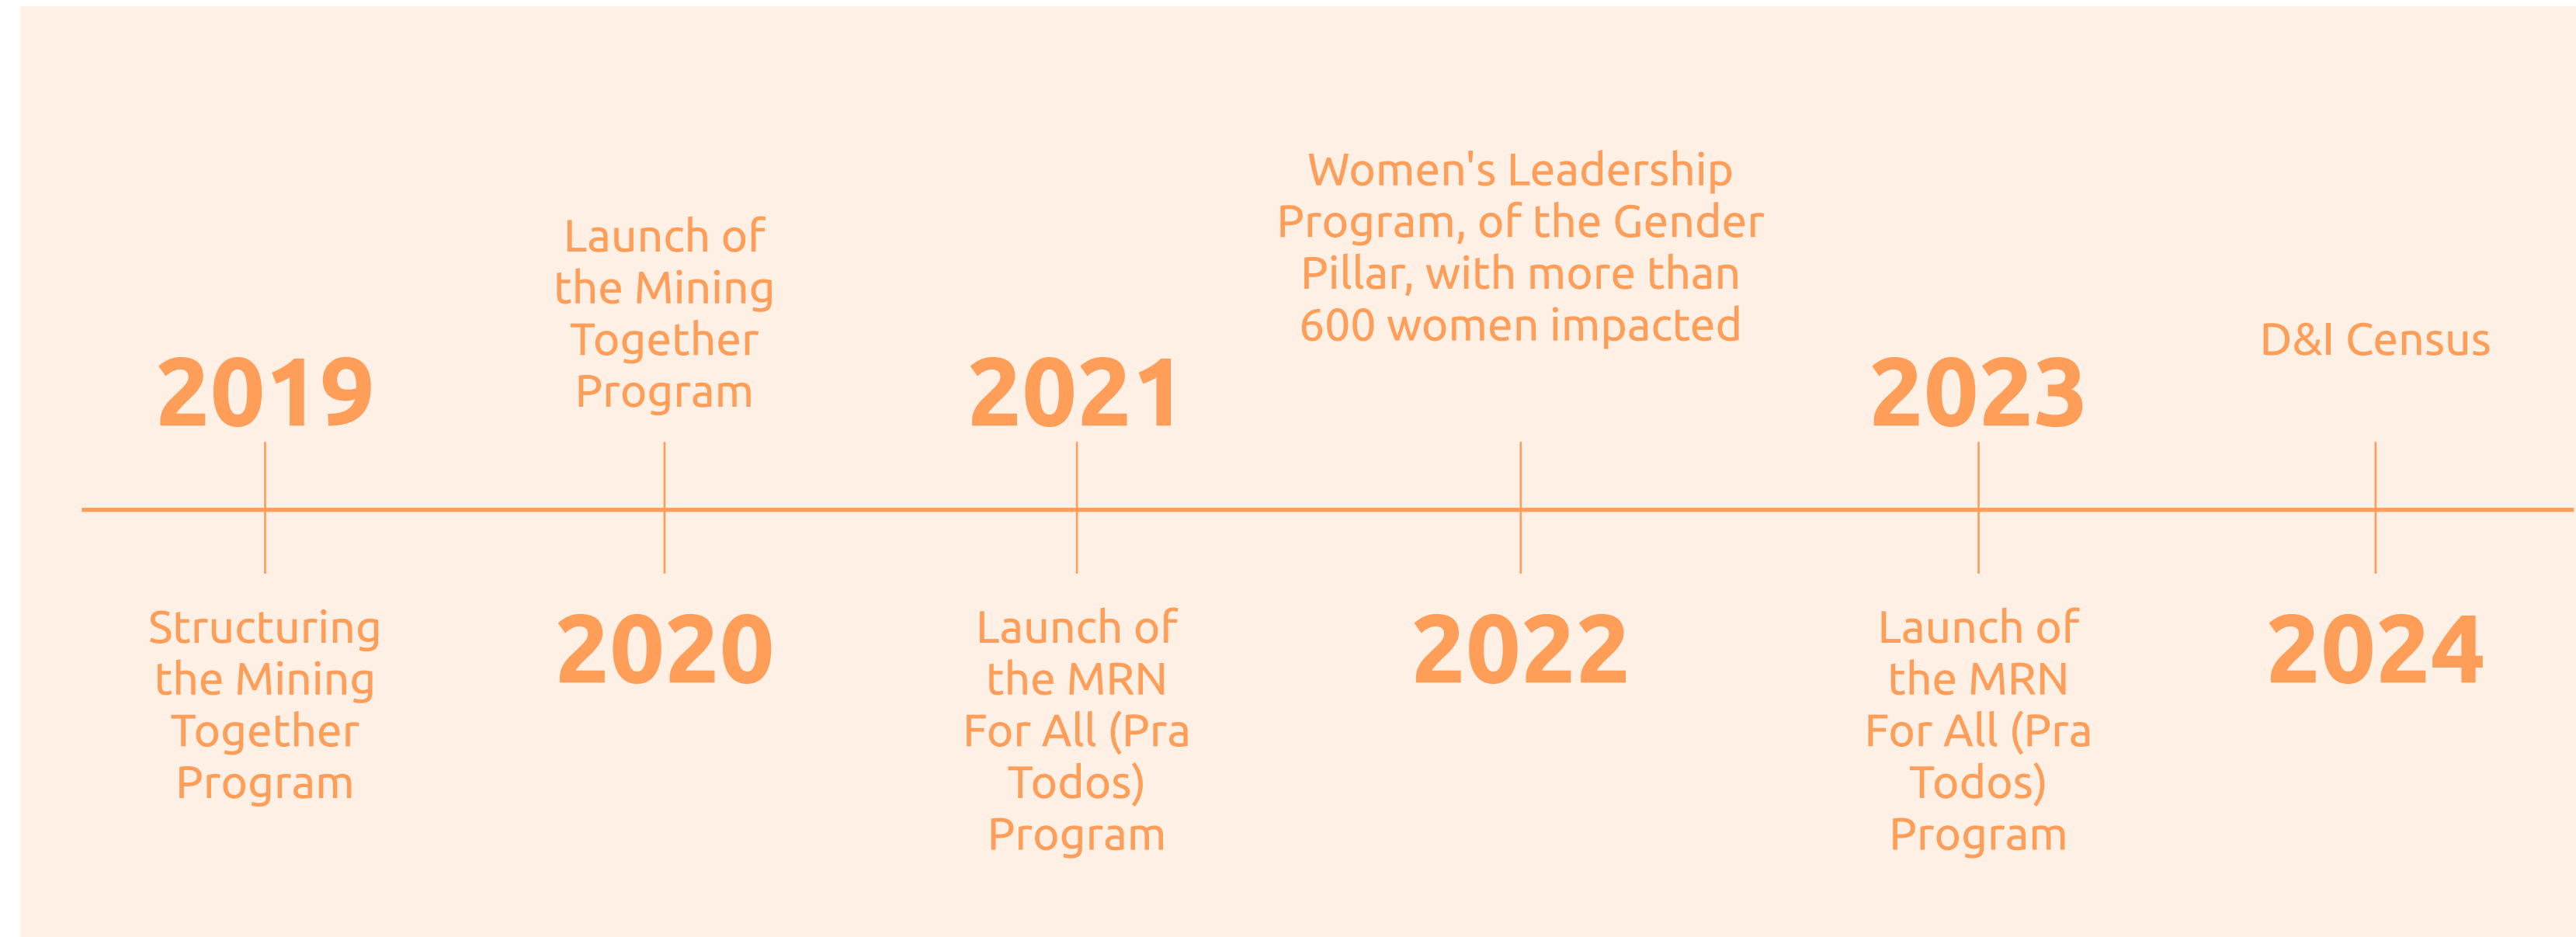 2019
Structuring
the Mining
Together
Program
Launch of
the Mining
Together
Program
2020
2021
Launch of
the MRN
For All (Pra
Todos)
Program
Women's Leadership
Program, of the Gender
Pillar, with more than
600 women impacted
2022
2023
Launch of
the MRN
For All (Pra
Todos)
Program
D&I Census
2024